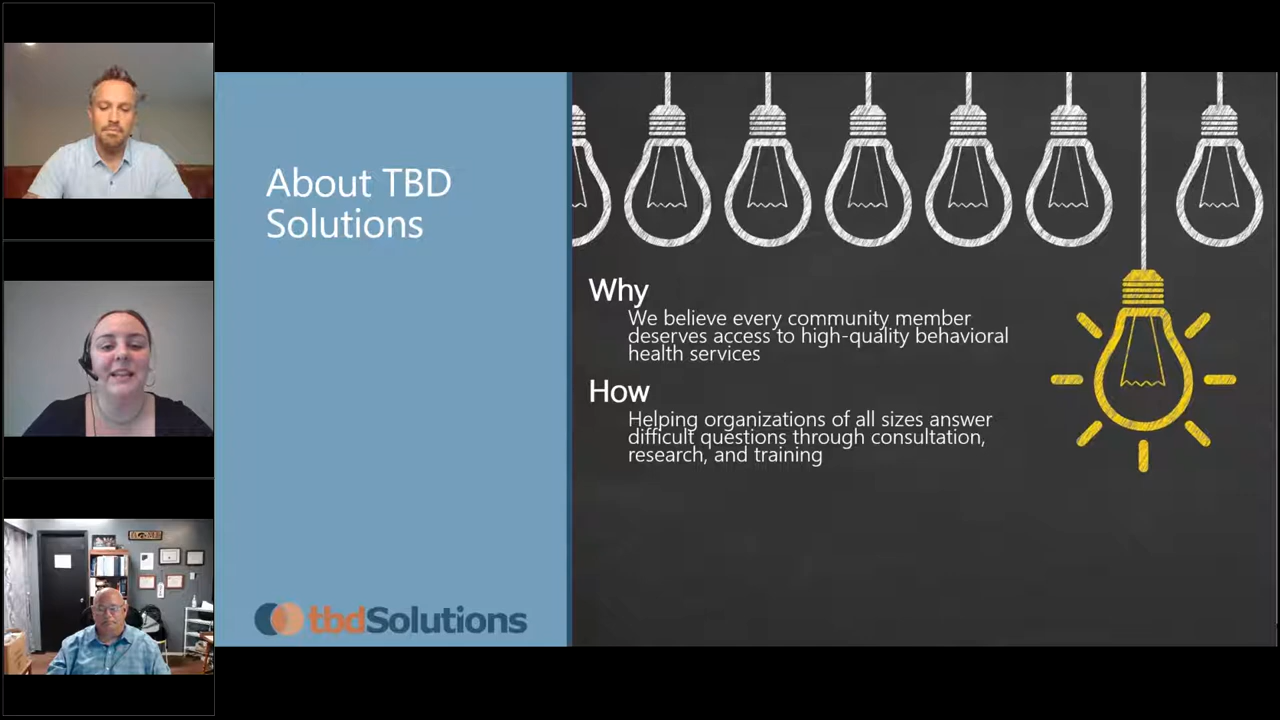 About TBD
Solutions
Why
We believe every community member
deserves access to high-quality behavioral
health services
How
Helping organizations of all sizes answer
difficult questions through consultation,
research, and training
tbdSolutions